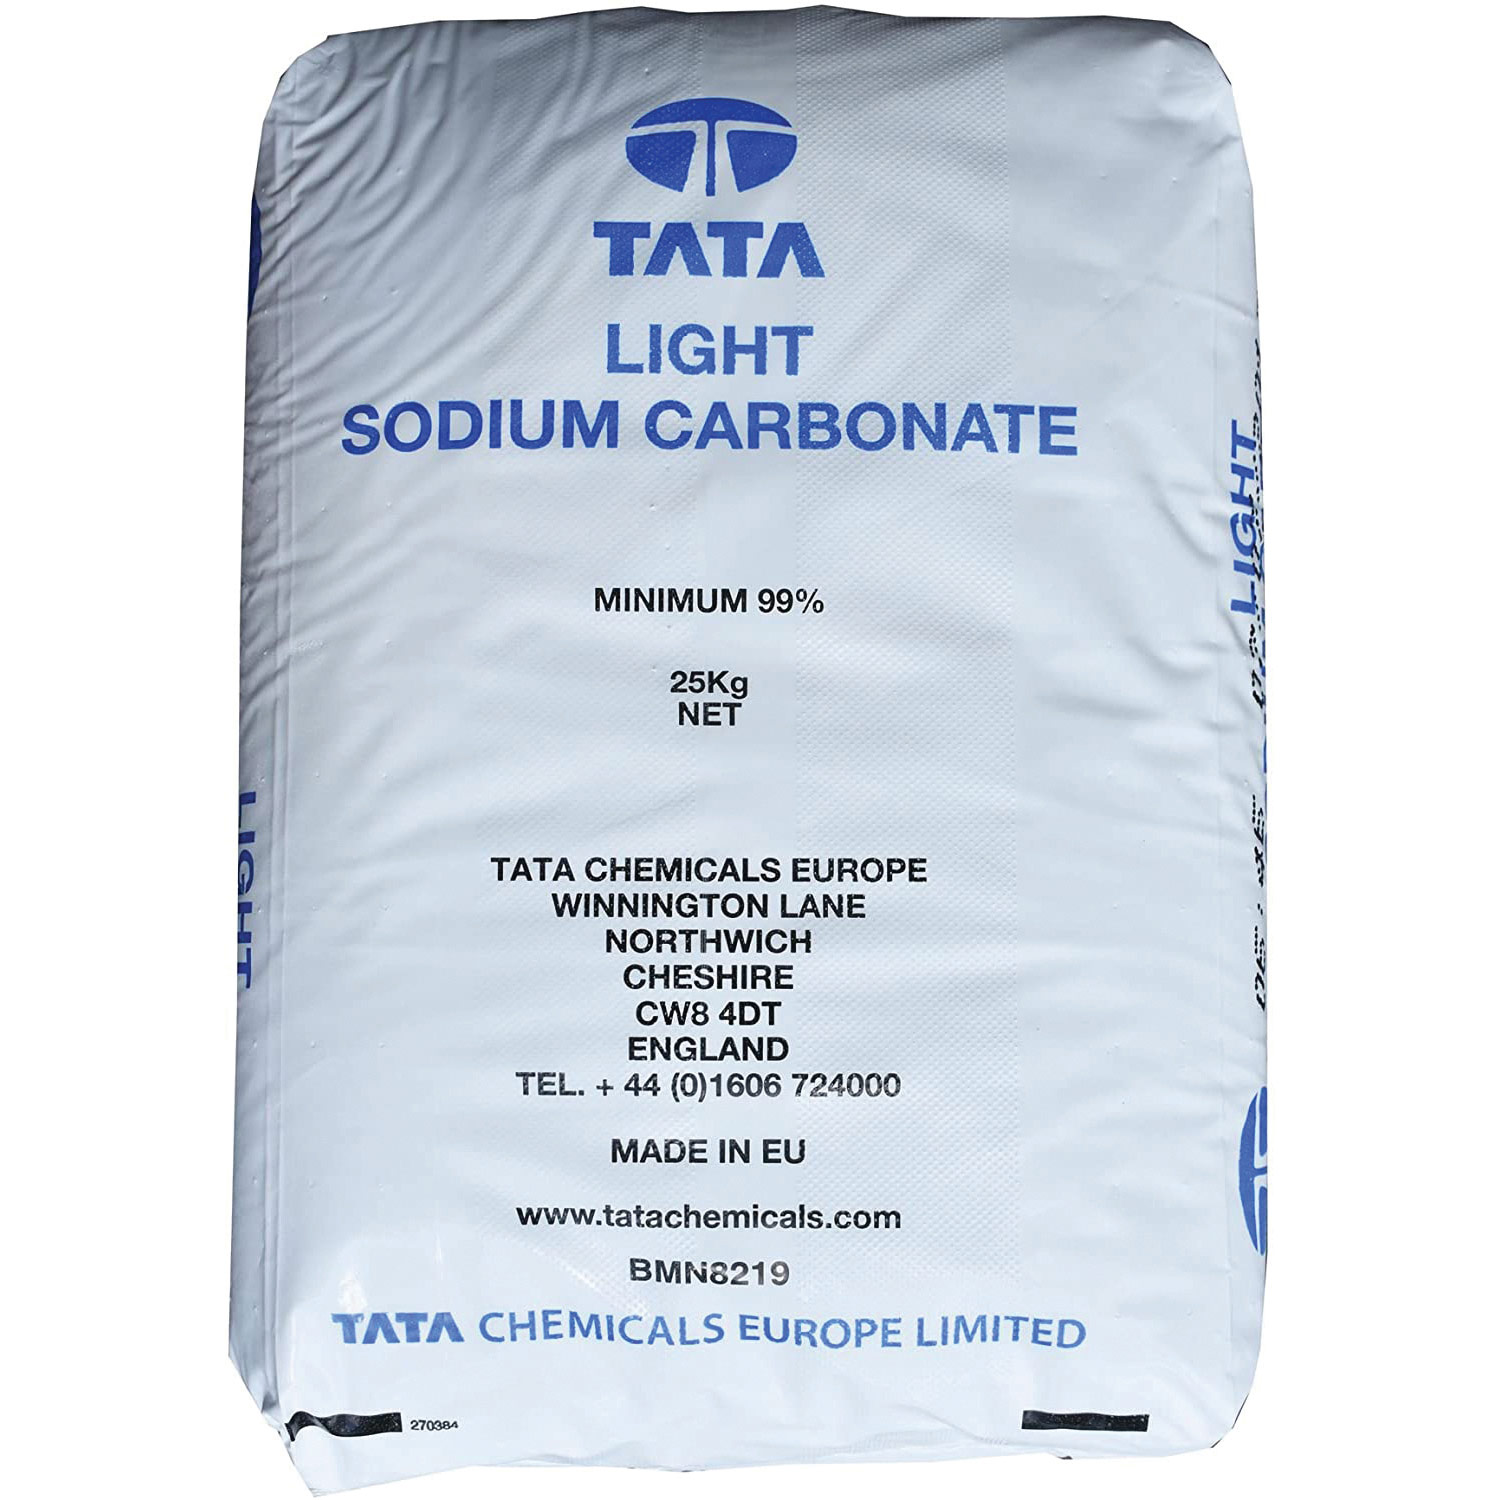 TATA
LIGHT
SODIUM CARBONATE
MINIMUM 99%
25Kg
NET
TATA CHEMICALS EUROPE
WINNINGTON LANE
NORTHWICH
CHESHIRE
CW8 4DT
ENGLAND
TEL. + 44 (0)1606 724000
MADE IN EU
www.tatachemicals.com
BMN8219
TATA CHEMICALS EUROPE LIMITED
270384
LIGHT
LIGHT